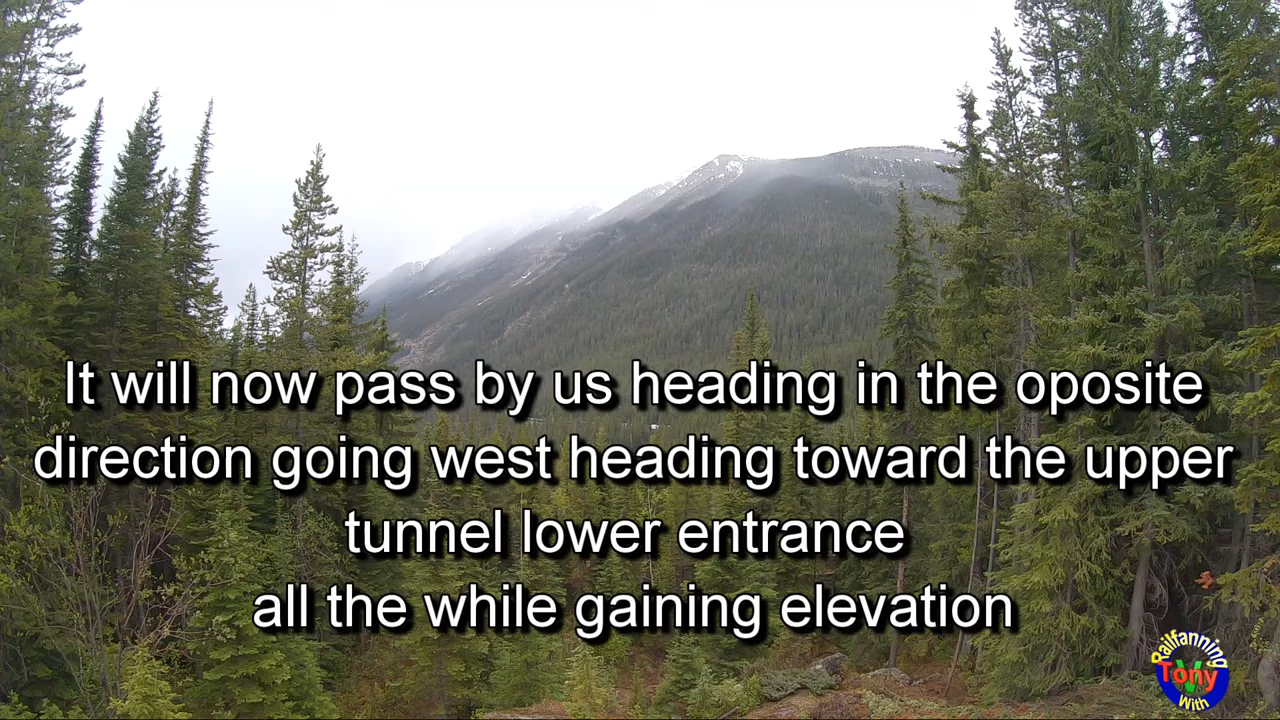 It will now pass by us heading in the oposite
direction going west heading toward the upper
tunnel lower entrance
all the while gaining elevation
Railfanning
V
Tony
With